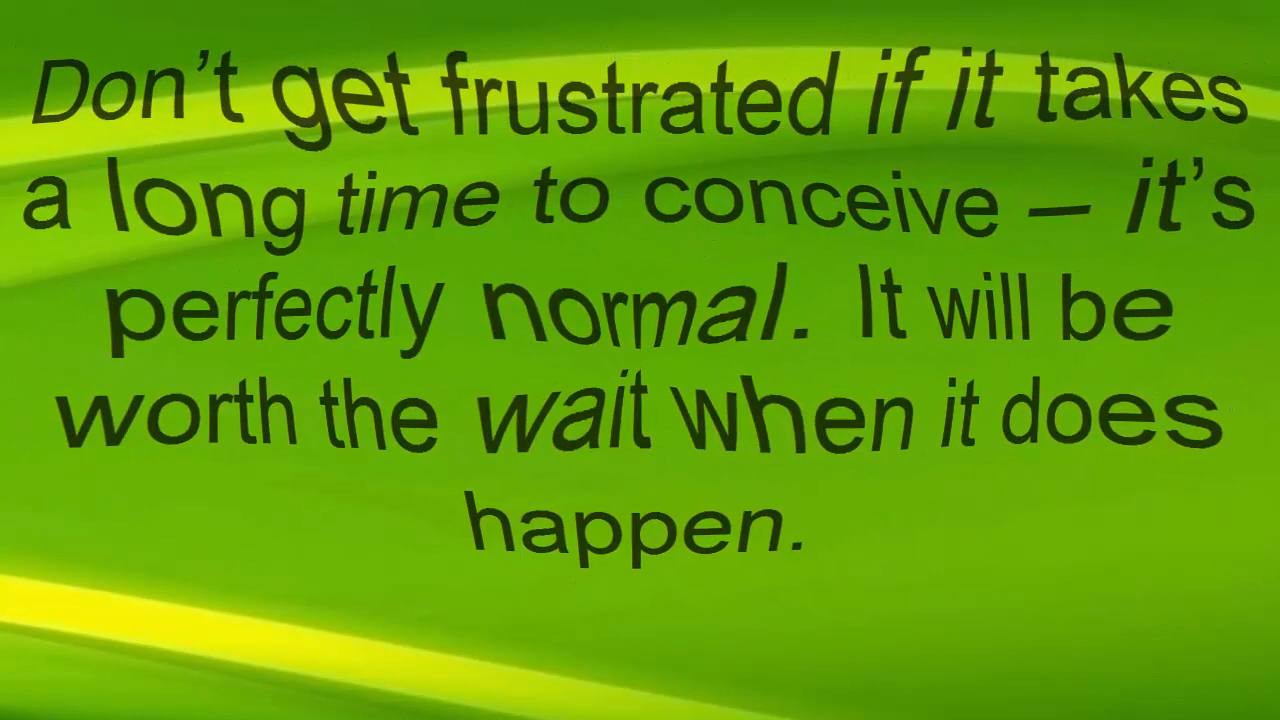 Don’t get frustrated if it takes
a long time to conceive – it’s
perfectly normal. It will be
worth the wait when it does
happen.